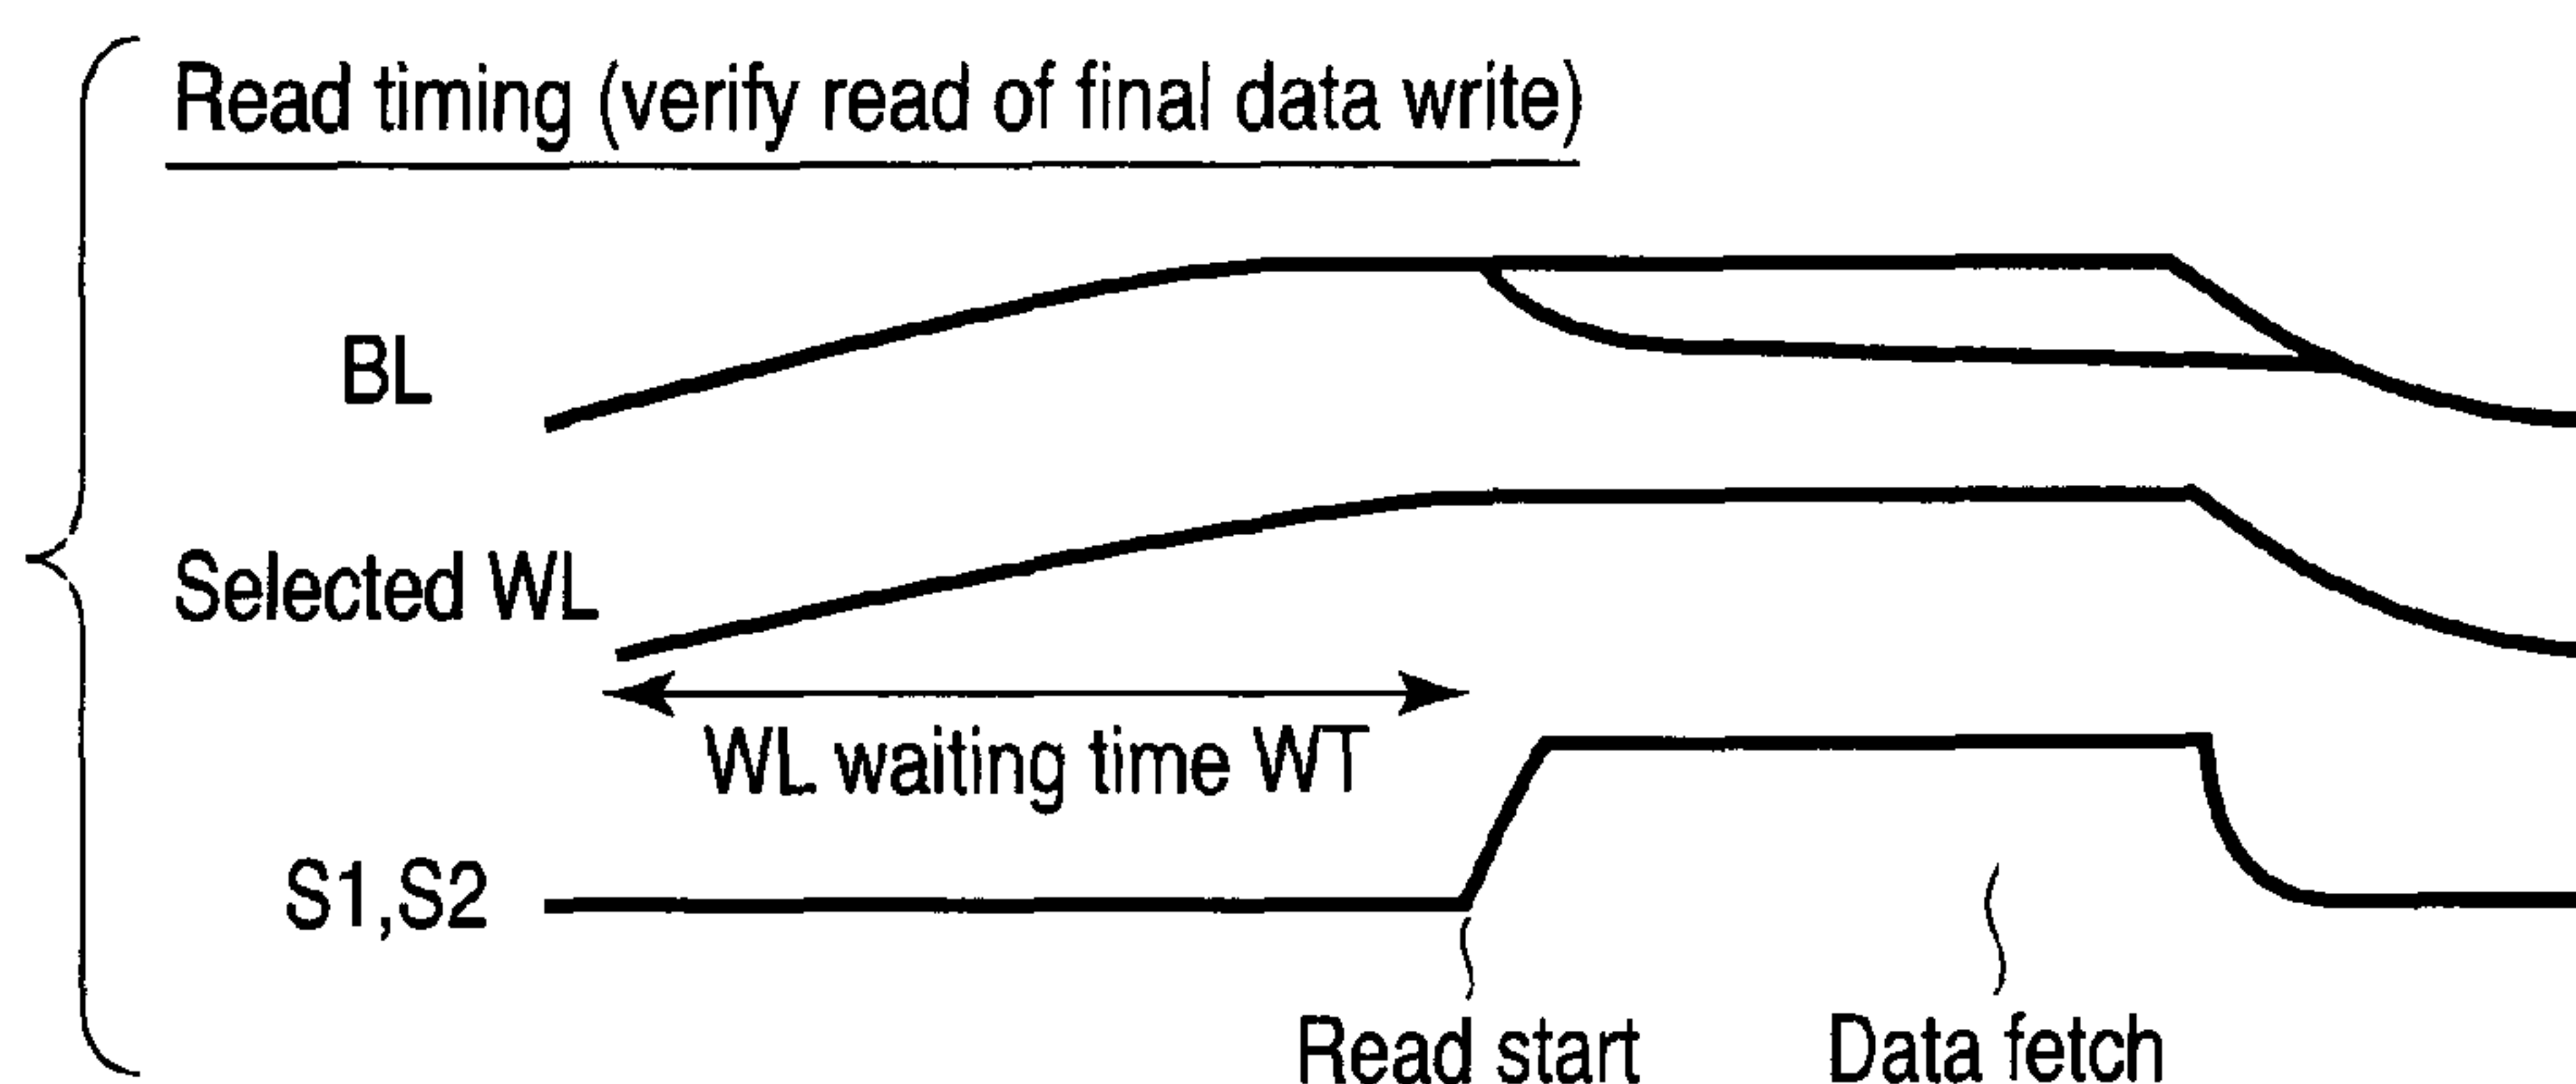 Read timing (verify read of final data write)
BL
Selected WL
WL waiting time WT
S1,S2
Read start
Data fetch